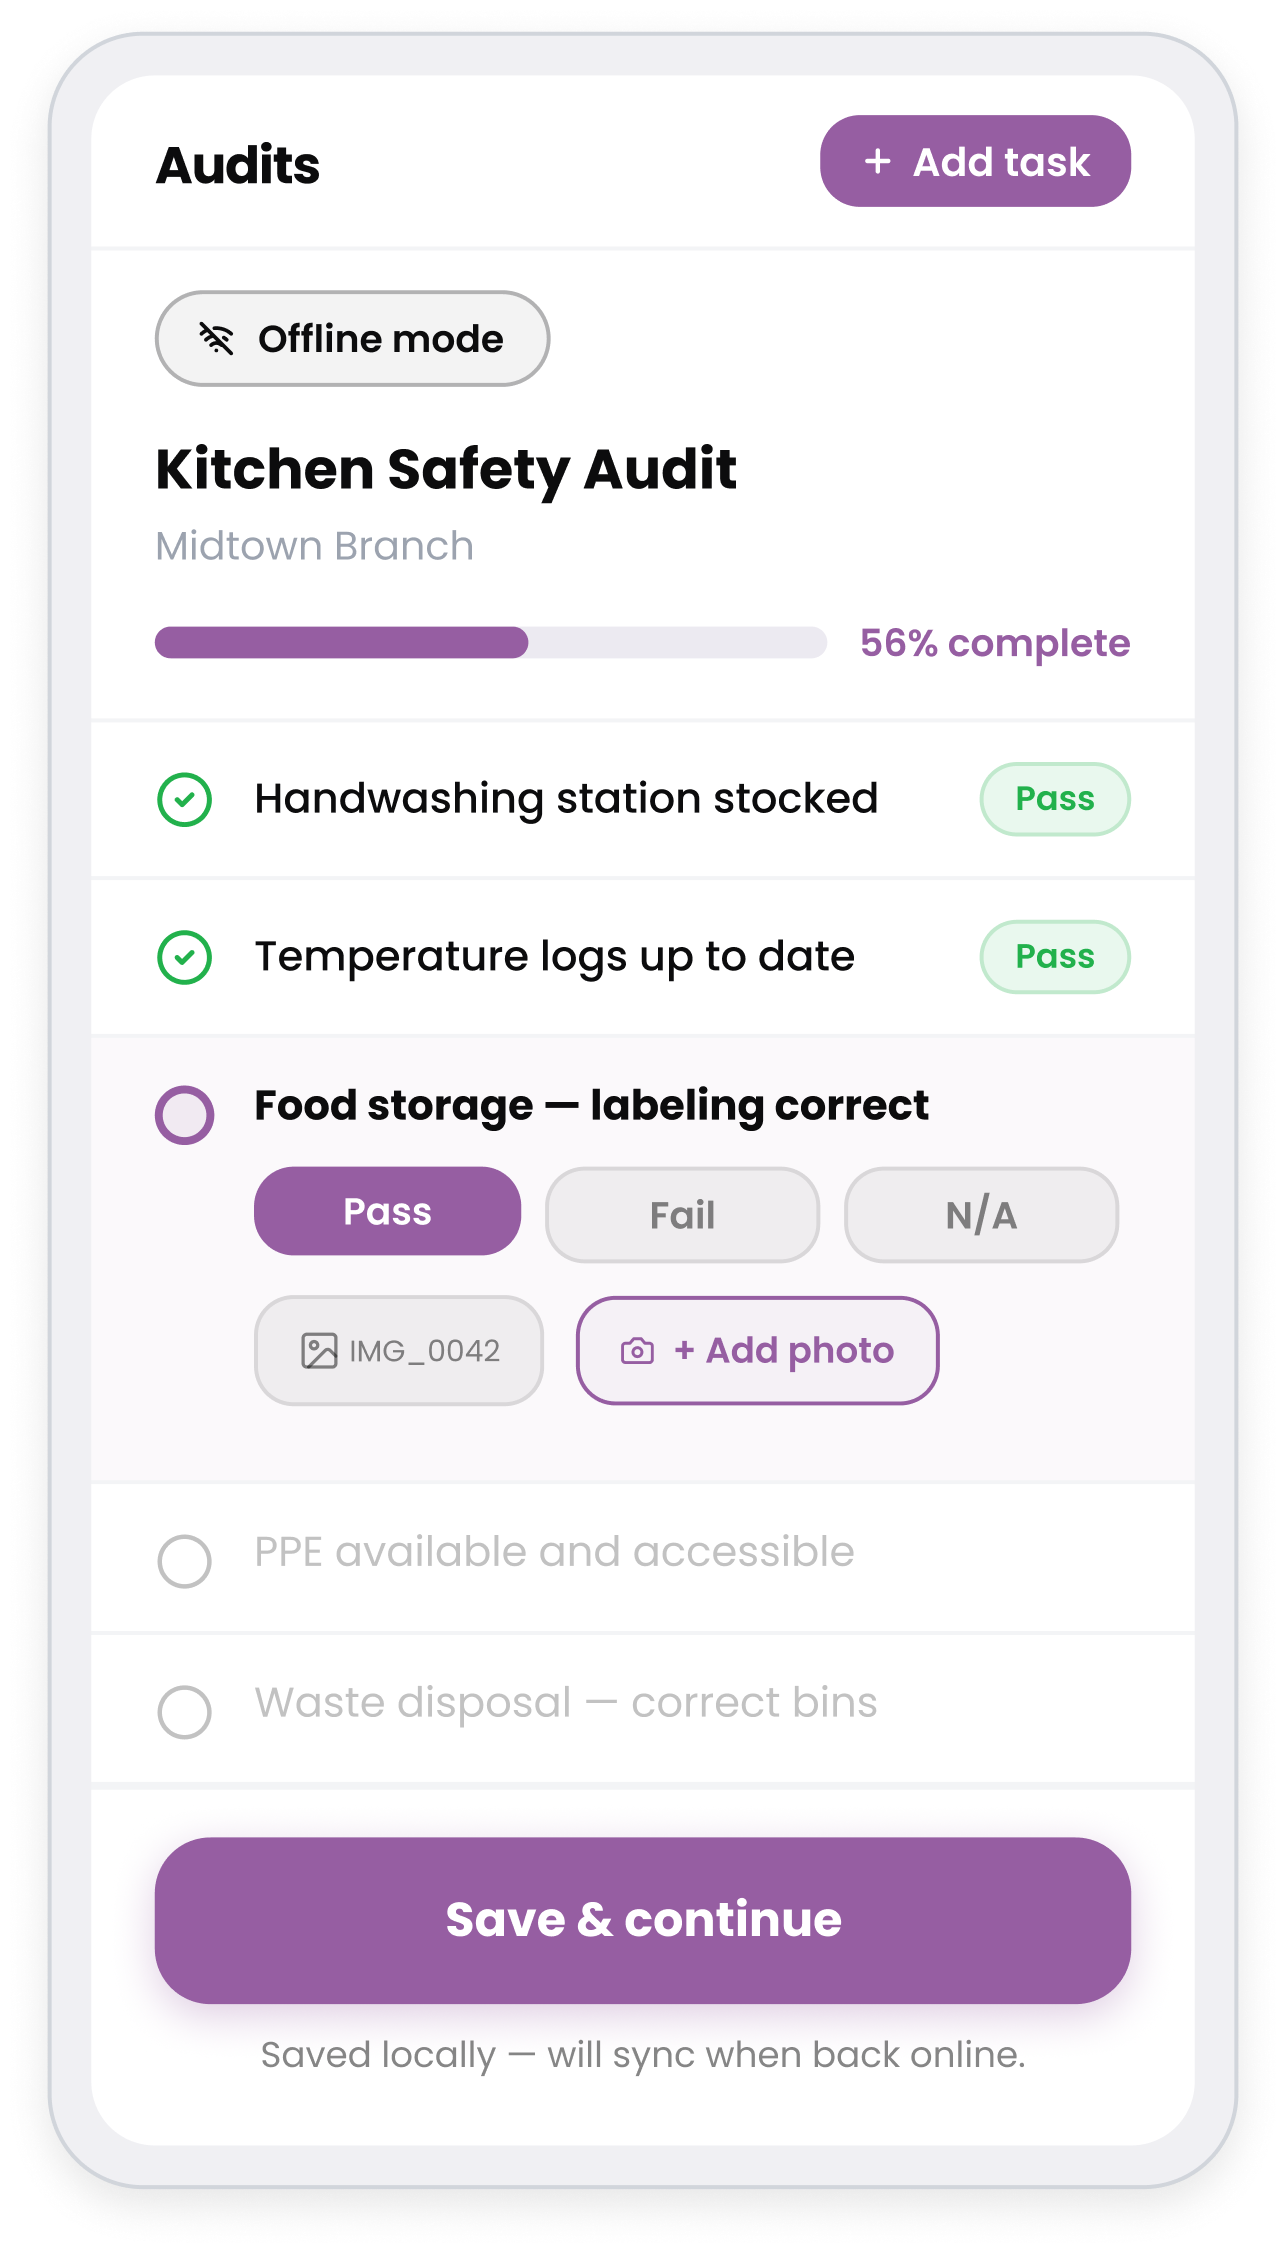 Audits
+ Add task
Offline mode
Kitchen Safety Audit
Midtown Branch
56% complete
Handwashing station stocked Pass
Temperature logs up to date Pass
Food storage — labeling correct
Pass Fail N/A
IMG_0042 + Add photo
PPE available and accessible
Waste disposal — correct bins
Save & continue
Saved locally — will sync when back online.